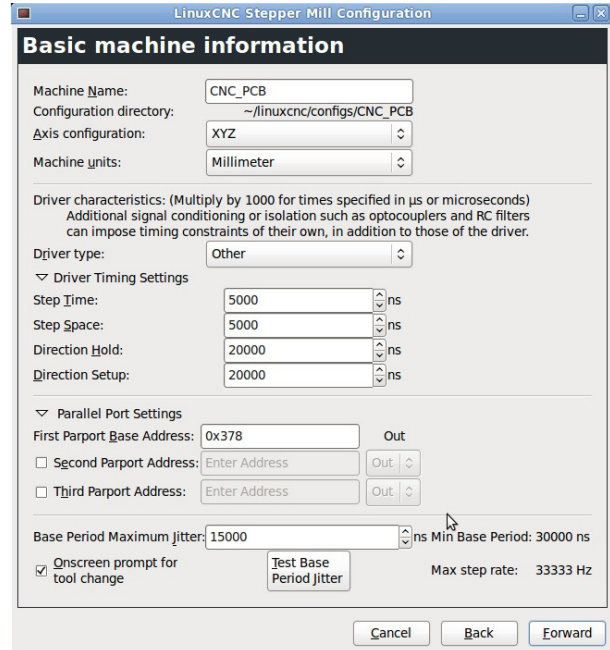 LinuxCNC Stepper Mill Configuration
Basic machine information
Machine Name: CNC_PCB
Configuration directory: ~/linuxcnc/configs/CNC_PCB
Axis configuration: XYZ
Machine units: Millimeter
Driver characteristics: (Multiply by 1000 for times specified in µs or microseconds)
Additional signal conditioning or isolation such as optocouplers and RC filters
can impose timing constraints of their own, in addition to those of the driver.
Driver type: Other
Driver Timing Settings
Step Time: 5000 ns
Step Space: 5000 ns
Direction Hold: 20000 ns
Direction Setup: 20000 ns
Parallel Port Settings
First Parport Base Address: 0x378 Out
Second Parport Address: Enter Address Out
Third Parport Address: Enter Address Out
Base Period Maximum Jitter: 15000 ns Min Base Period: 30000 ns
Onscreen prompt for
tool change
Test Base
Period Jitter
Max step rate: 33333 Hz
Cancel Back Forward